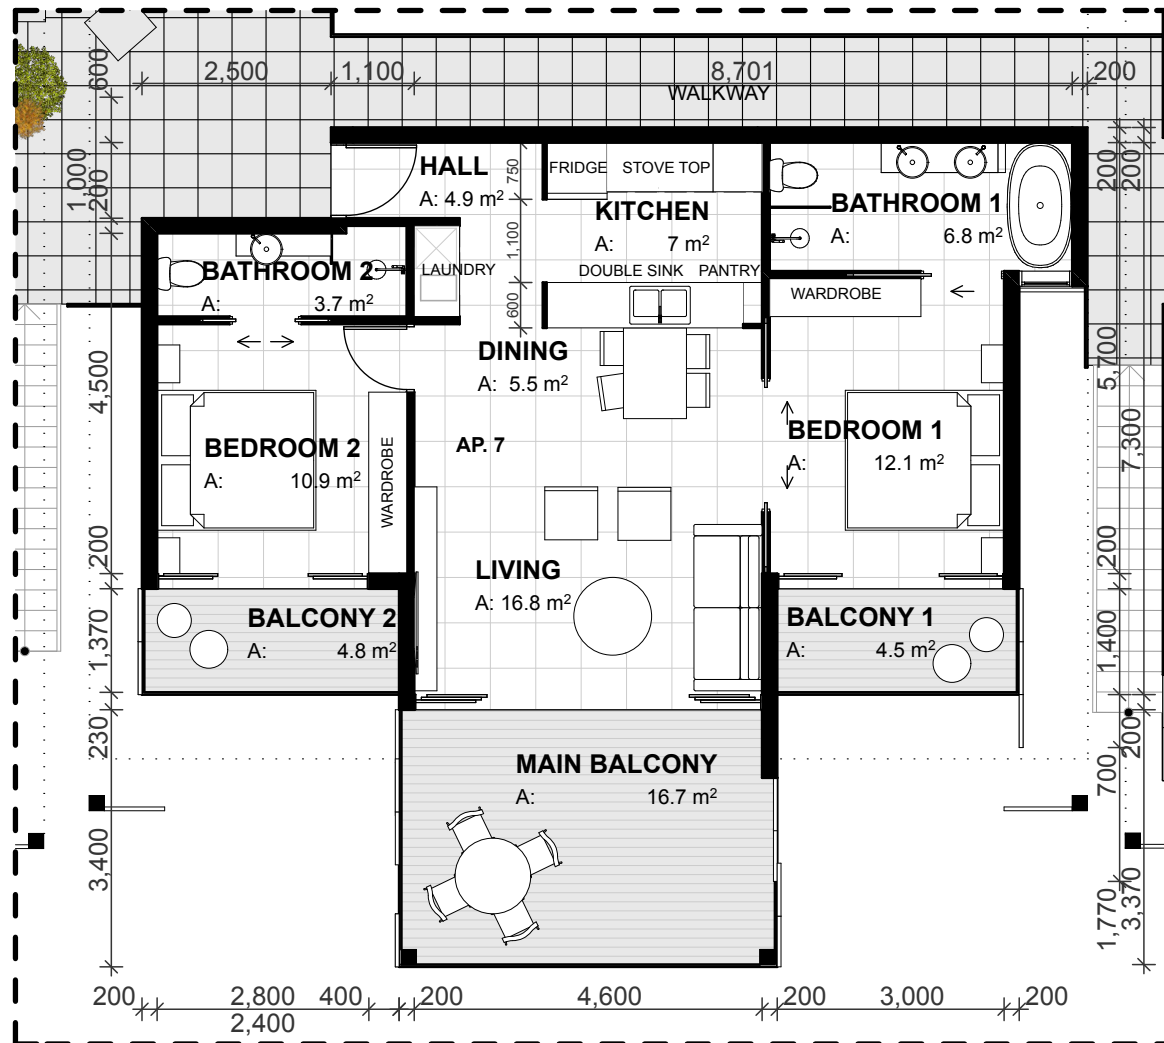 2,500
1,100
8,701
200
WALKWAY
600
1,000
200
200
200
HALL
A: 4.9 m²
750
FRIDGE
STOVE TOP
KITCHEN
A: 7 m²
1,100
DOUBLE SINK
PANTRY
600
BATHROOM 1
A: 6.8 m²
WARDROBE
BATHROOM 2
A: 3.7 m²
LAUNDRY
DINING
A: 5.5 m²
4,500
5,700
7,300
BEDROOM 2
A: 10.9 m²
WARDROBE
AP. 7
BEDROOM 1
A: 12.1 m²
200
200
LIVING
A: 16.8 m²
BALCONY 2
A: 4.8 m²
BALCONY 1
A: 4.5 m²
1,370
1,400
230
200
700
MAIN BALCONY
A: 16.7 m²
3,400
1,770
3,370
200
2,800
400
200
4,600
200
3,000
200
2,400